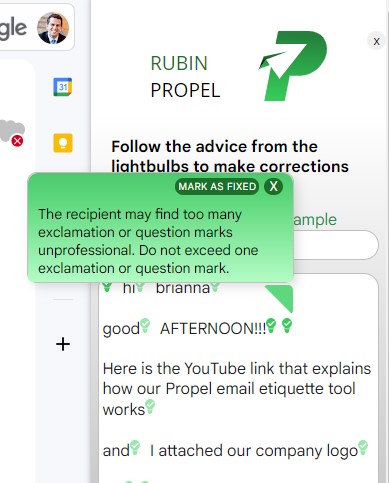 gle
31
X
RUBIN
PROPEL
Follow the advice from the
lightbulbs to make corrections
MARK AS FIXED X
The recipient may find too many
exclamation or question marks
unprofessional. Do not exceed one
exclamation or question mark.
ample
hi brianna
good AFTERNOON!!!
Here is the YouTube link that explains
how our Propel email etiquette tool
works
and I attached our company logo